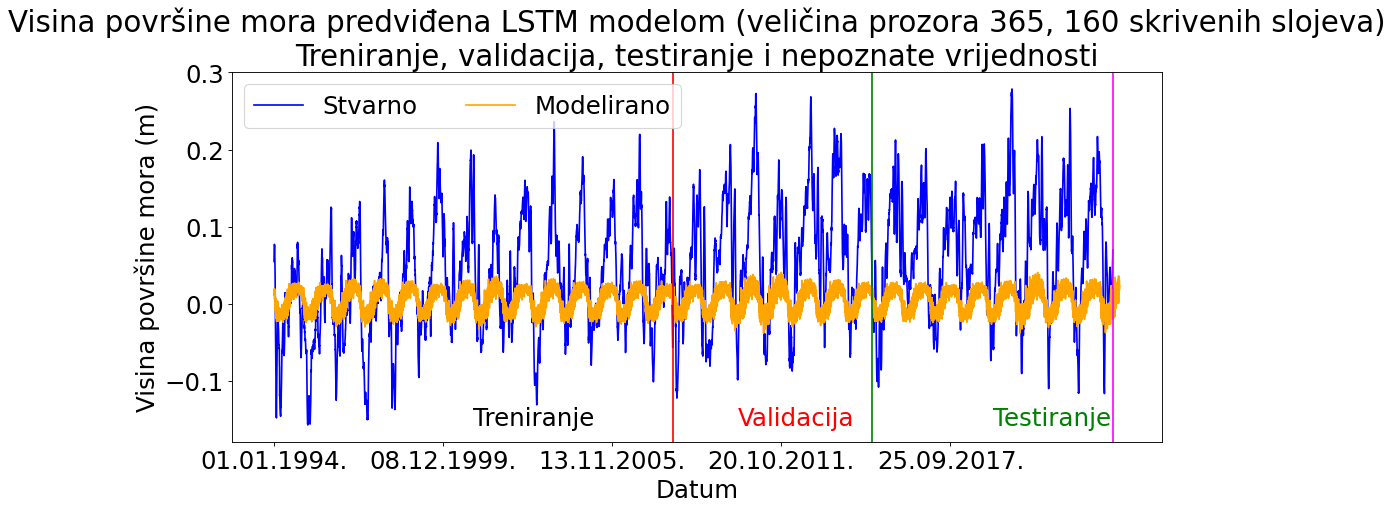 Visina površine mora predviđena LSTM modelom (veličina prozora 365, 160 skrivenih slojeva)
Treniranje, validacija, testiranje i nepoznate vrijednosti
Stvarno Modelirano
Visina površine mora (m)
0.3
0.2
0.1
0.0
−0.1
Treniranje Validacija Testiranje
01.01.1994. 08.12.1999. 13.11.2005. 20.10.2011. 25.09.2017.
Datum